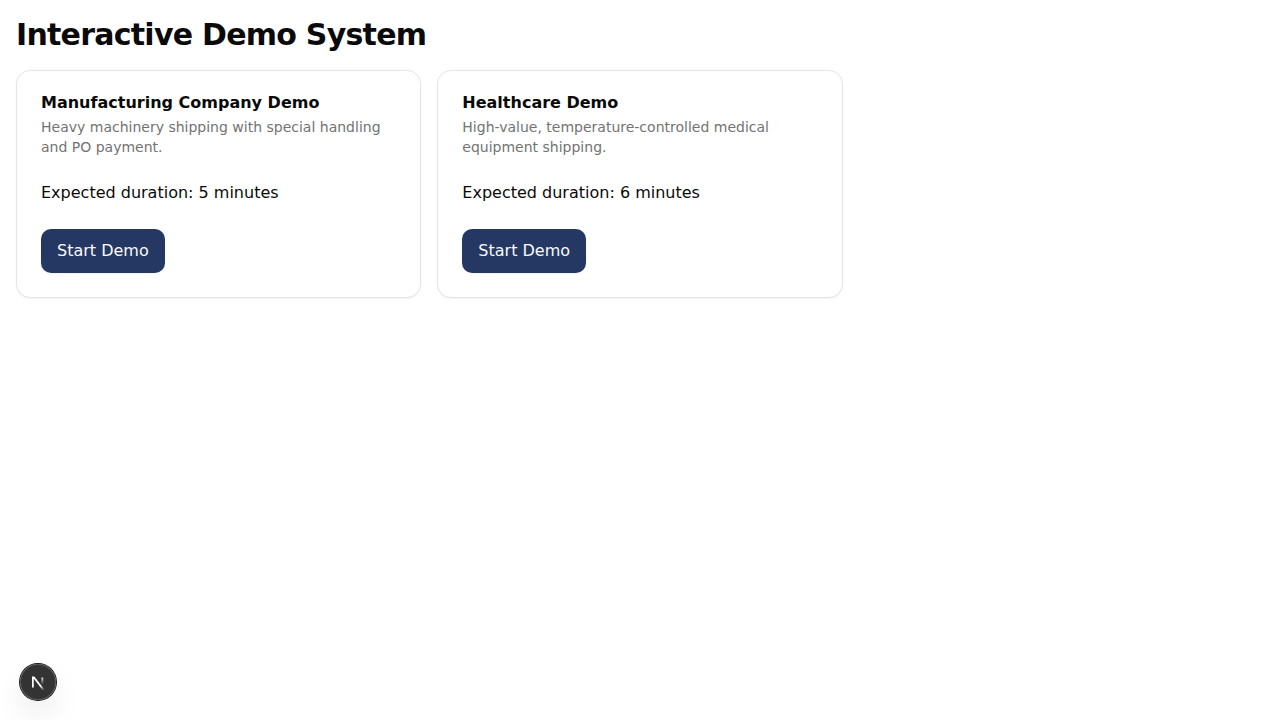 Interactive Demo System
Manufacturing Company Demo
Heavy machinery shipping with special handling
and PO payment.
Expected duration: 5 minutes
Start Demo
Healthcare Demo
High-value, temperature-controlled medical
equipment shipping.
Expected duration: 6 minutes
Start Demo
N